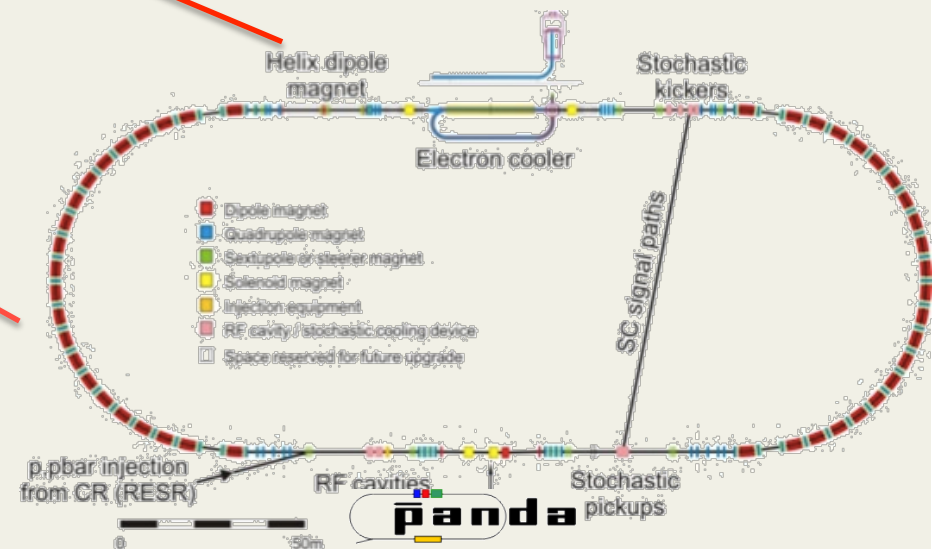 Helix dipole
magnet
Stochastic
kickers
Electron cooler
Dipole magnet
Quadrupole magnet
Sextupole or steerer magnet
Solenoid magnet
Injection equipment
RF cavity / stochastic cooling device
Space reserved for future upgrade
SC signal paths
p,pbar injection
from CR (RESR)
RF cavities
Stochastic
pickups
p̄anda
0
50m